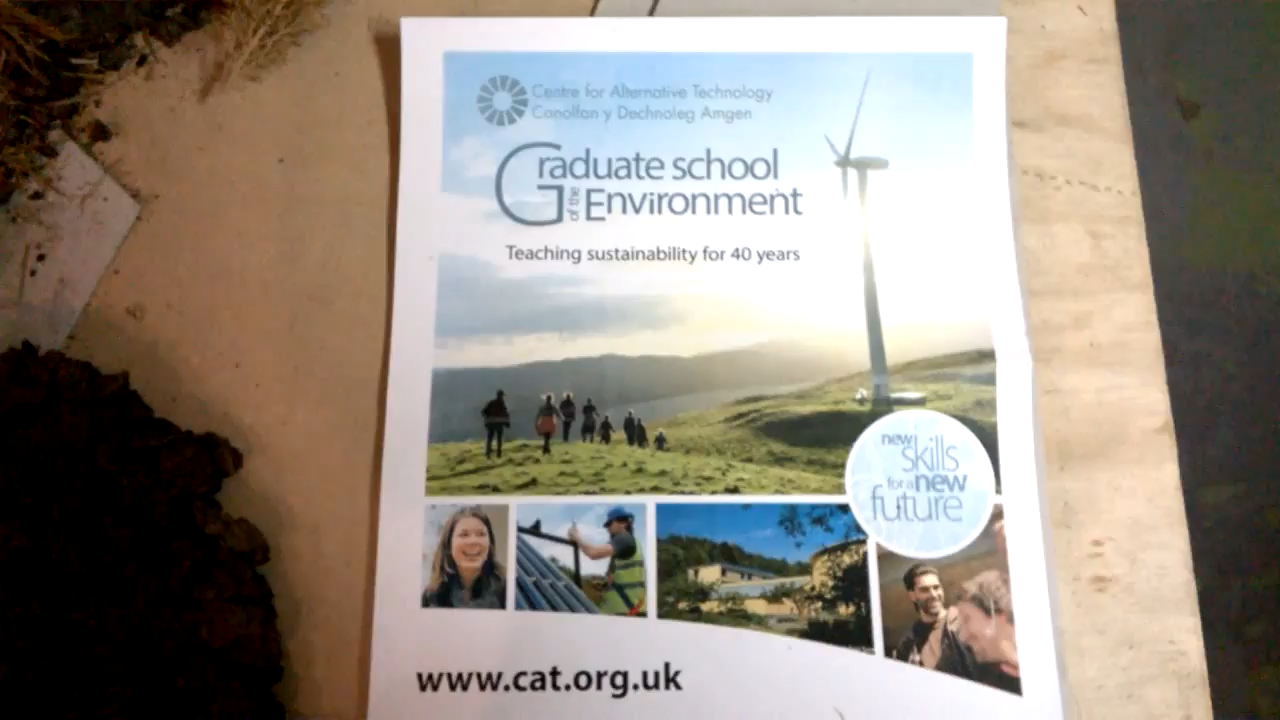 Centre for Alternative Technology
Canolfan y Dechnoleg Amgen
Graduate school
of the Environment
Teaching sustainability for 40 years
new
skills
for a new
future
www.cat.org.uk